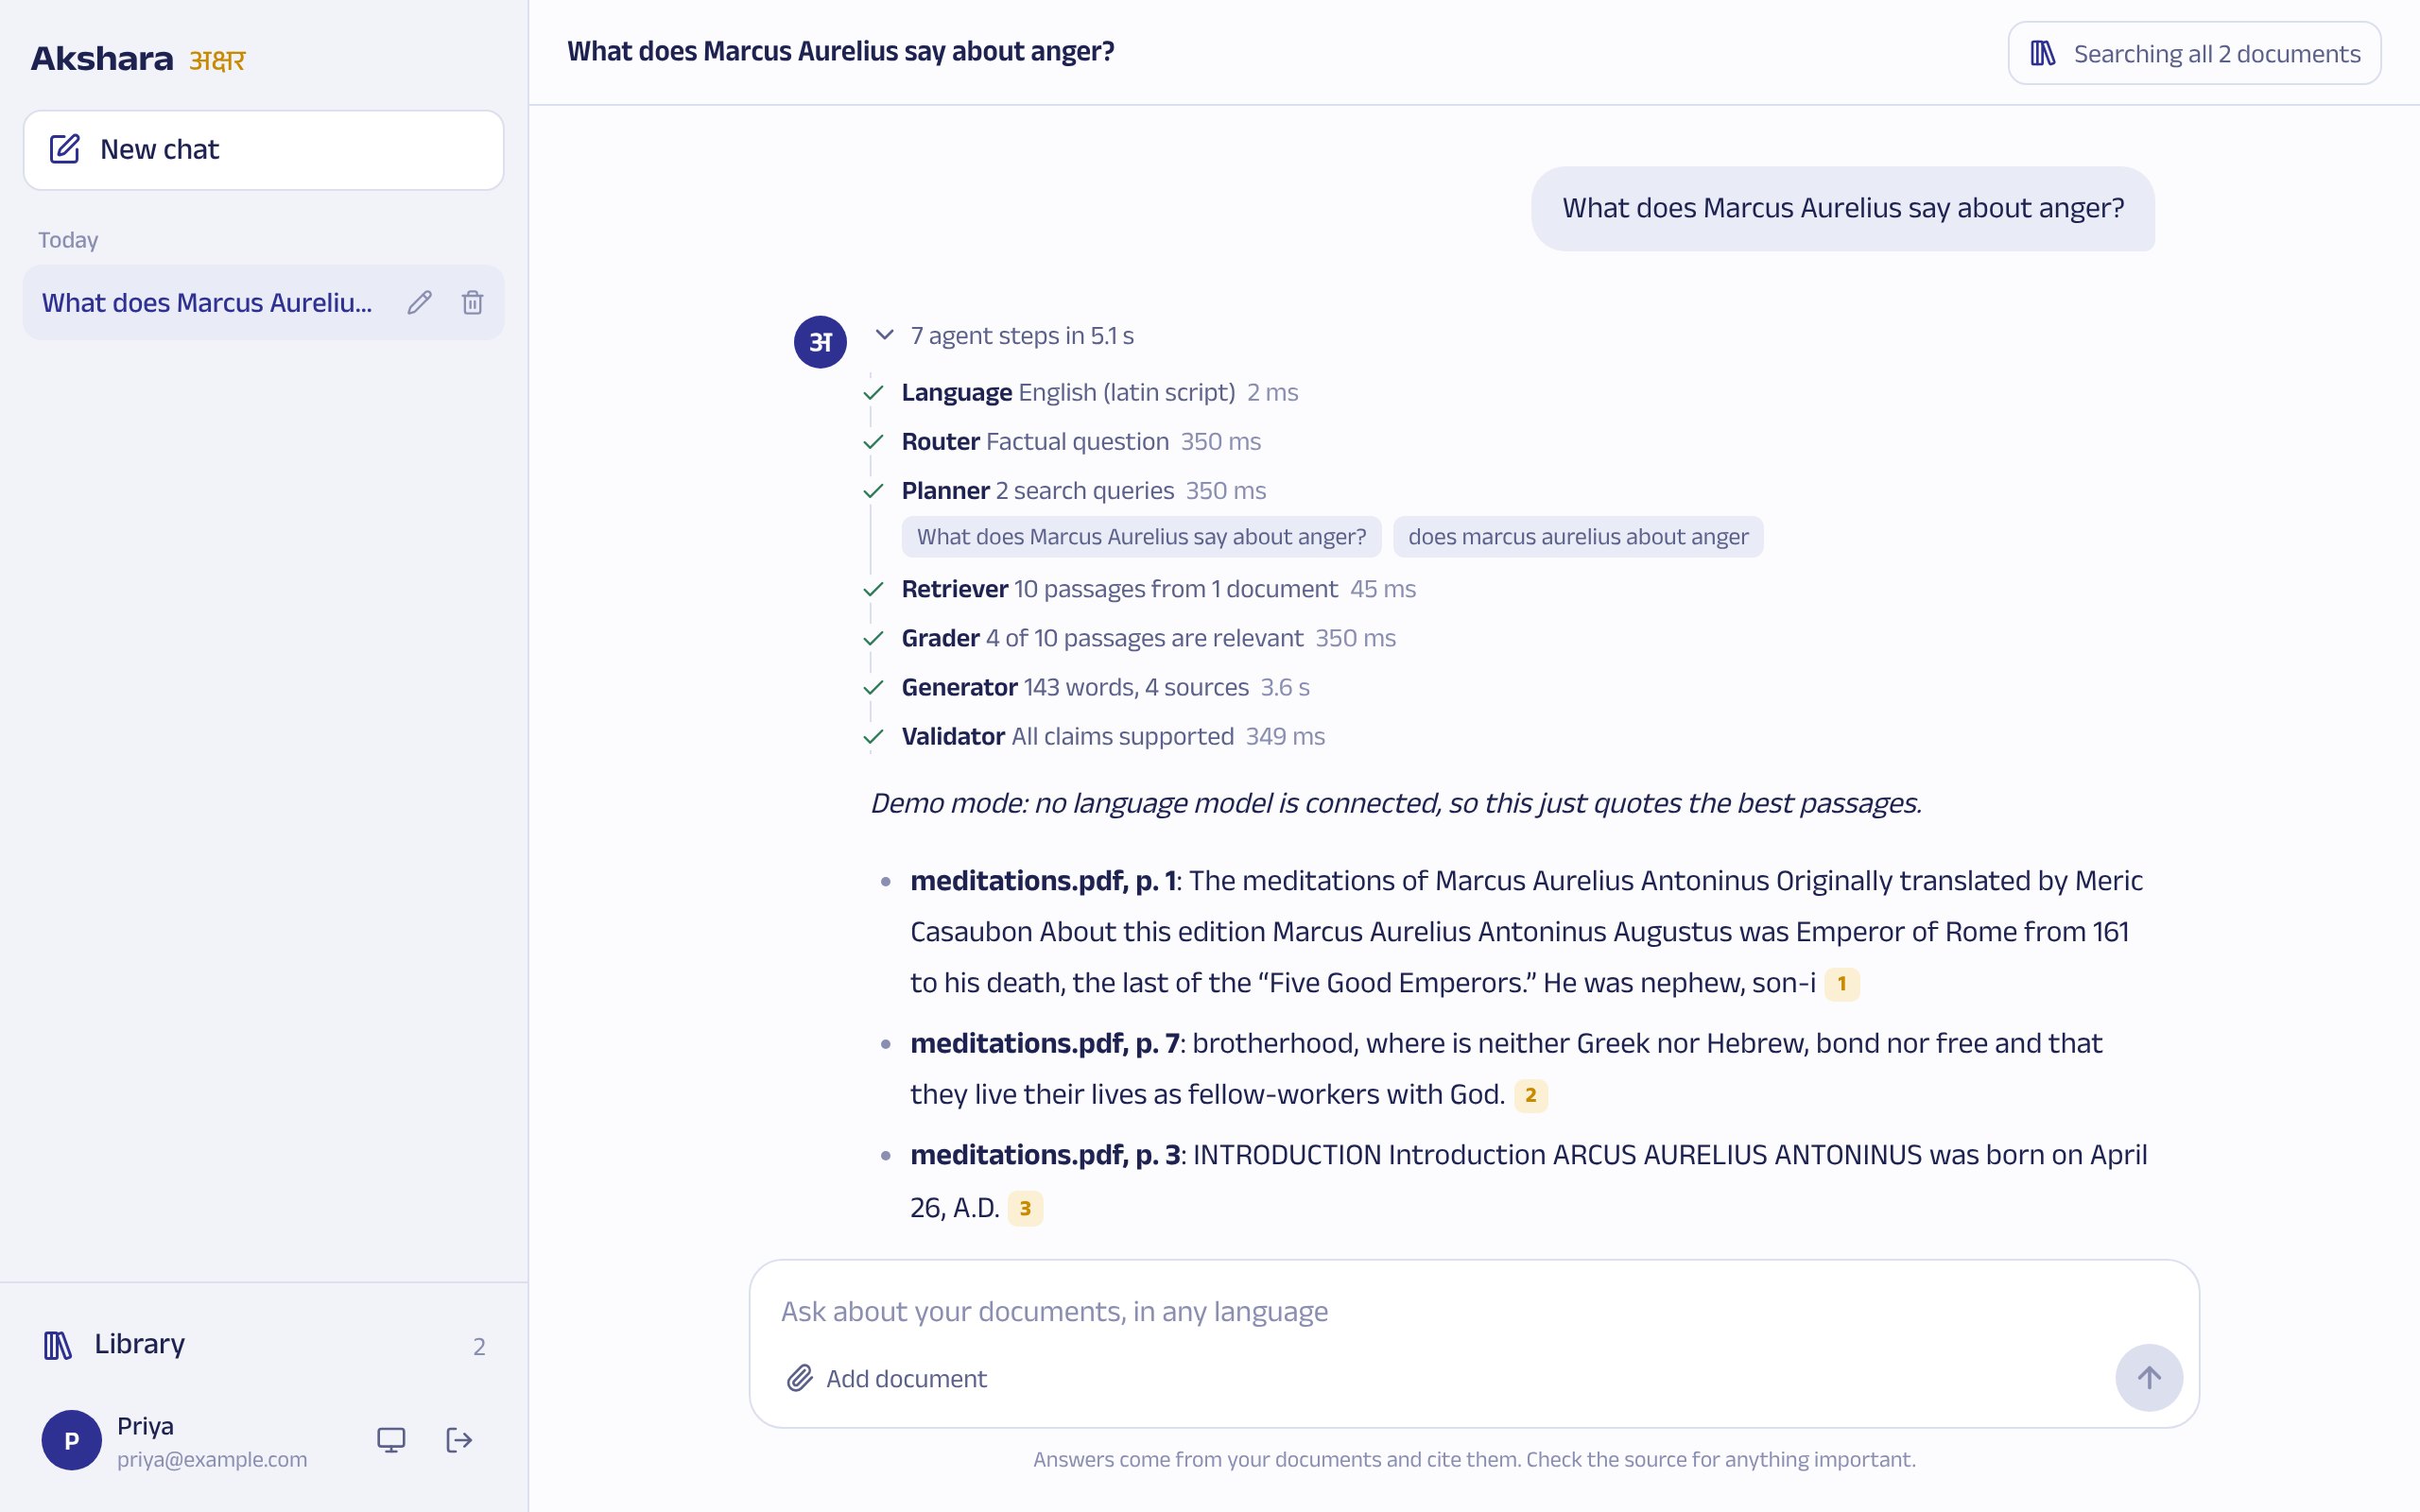 Akshara अक्षर
New chat
Today
What does Marcus Aureliu...
Library 2
P
Priya
priya@example.com
What does Marcus Aurelius say about anger?
Searching all 2 documents
What does Marcus Aurelius say about anger?
अ
7 agent steps in 5.1 s
Language English (latin script) 2 ms
Router Factual question 350 ms
Planner 2 search queries 350 ms
What does Marcus Aurelius say about anger? does marcus aurelius about anger
Retriever 10 passages from 1 document 45 ms
Grader 4 of 10 passages are relevant 350 ms
Generator 143 words, 4 sources 3.6 s
Validator All claims supported 349 ms
Demo mode: no language model is connected, so this just quotes the best passages.
• meditations.pdf, p. 1: The meditations of Marcus Aurelius Antoninus Originally translated by Meric
Casaubon About this edition Marcus Aurelius Antoninus Augustus was Emperor of Rome from 161
to his death, the last of the “Five Good Emperors.” He was nephew, son-i 1
• meditations.pdf, p. 7: brotherhood, where is neither Greek nor Hebrew, bond nor free and that
they live their lives as fellow-workers with God. 2
• meditations.pdf, p. 3: INTRODUCTION Introduction ARCUS AURELIUS ANTONINUS was born on April
26, A.D. 3
Ask about your documents, in any language
Add document
Answers come from your documents and cite them. Check the source for anything important.